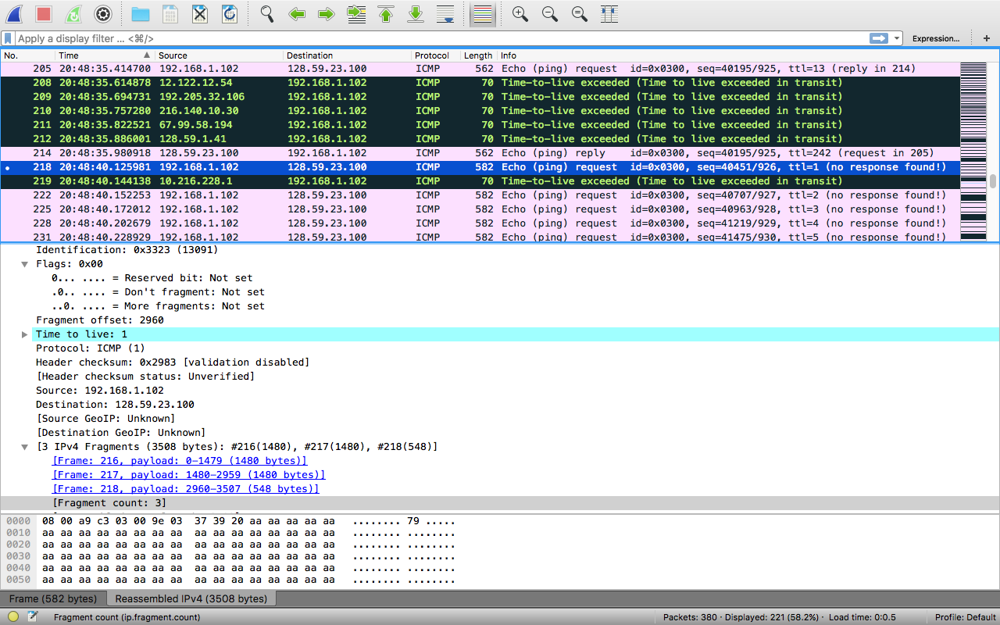 Apply a display filter ... <⌘/>
Expression...
+
No. Time Source Destination Protocol Length Info
205 20:48:35.414700 192.168.1.102 128.59.23.100 ICMP 562 Echo (ping) request id=0x0300, seq=40195/925, ttl=13 (reply in 214)
208 20:48:35.614878 12.122.12.54 192.168.1.102 ICMP 70 Time-to-live exceeded (Time to live exceeded in transit)
209 20:48:35.694731 192.205.32.106 192.168.1.102 ICMP 70 Time-to-live exceeded (Time to live exceeded in transit)
210 20:48:35.757280 216.140.10.30 192.168.1.102 ICMP 70 Time-to-live exceeded (Time to live exceeded in transit)
211 20:48:35.822521 67.99.58.194 192.168.1.102 ICMP 70 Time-to-live exceeded (Time to live exceeded in transit)
212 20:48:35.886001 128.59.1.41 192.168.1.102 ICMP 70 Time-to-live exceeded (Time to live exceeded in transit)
214 20:48:35.980918 128.59.23.100 192.168.1.102 ICMP 562 Echo (ping) reply id=0x0300, seq=40195/925, ttl=242 (request in 205)
218 20:48:40.125981 192.168.1.102 128.59.23.100 ICMP 582 Echo (ping) request id=0x0300, seq=40451/926, ttl=1 (no response found!)
219 20:48:40.144138 10.216.228.1 192.168.1.102 ICMP 70 Time-to-live exceeded (Time to live exceeded in transit)
222 20:48:40.152253 192.168.1.102 128.59.23.100 ICMP 582 Echo (ping) request id=0x0300, seq=40707/927, ttl=2 (no response found!)
225 20:48:40.172012 192.168.1.102 128.59.23.100 ICMP 582 Echo (ping) request id=0x0300, seq=40963/928, ttl=3 (no response found!)
228 20:48:40.202679 192.168.1.102 128.59.23.100 ICMP 582 Echo (ping) request id=0x0300, seq=41219/929, ttl=4 (no response found!)
231 20:48:40.228929 192.168.1.102 128.59.23.100 ICMP 582 Echo (ping) request id=0x0300, seq=41475/930, ttl=5 (no response found!)
Identification: 0x3323 (13091)
Flags: 0x00
0... .... = Reserved bit: Not set
.0.. .... = Don't fragment: Not set
..0. .... = More fragments: Not set
Fragment offset: 2960
Time to live: 1
Protocol: ICMP (1)
Header checksum: 0x2983 [validation disabled]
[Header checksum status: Unverified]
Source: 192.168.1.102
Destination: 128.59.23.100
[Source GeoIP: Unknown]
[Destination GeoIP: Unknown]
[3 IPv4 Fragments (3508 bytes): #216(1480), #217(1480), #218(548)]
[Frame: 216, payload: 0-1479 (1480 bytes)]
[Frame: 217, payload: 1480-2959 (1480 bytes)]
[Frame: 218, payload: 2960-3507 (548 bytes)]
[Fragment count: 3]
0000 08 00 a9 c3 03 00 9e 03 37 39 20 aa aa aa aa aa ........ 79 .....
0010 aa aa aa aa aa aa aa aa aa aa aa aa aa aa aa aa ........ ........
0020 aa aa aa aa aa aa aa aa aa aa aa aa aa aa aa aa ........ ........
0030 aa aa aa aa aa aa aa aa aa aa aa aa aa aa aa aa ........ ........
0040 aa aa aa aa aa aa aa aa aa aa aa aa aa aa aa aa ........ ........
0050 aa aa aa aa aa aa aa aa aa aa aa aa aa aa aa aa ........ ........
Frame (582 bytes) Reassembled IPv4 (3508 bytes)
Fragment count (ip.fragment.count) Packets: 380 · Displayed: 221 (58.2%) · Load time: 0:0.5 Profile: Default